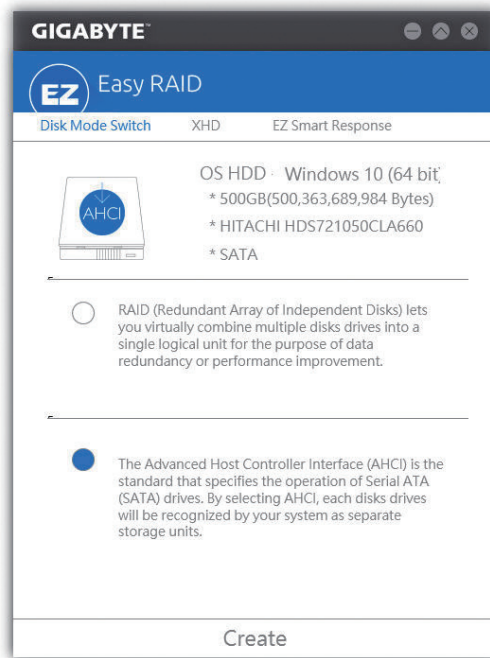 GIGABYTE™
EZ Easy RAID
Disk Mode Switch XHD EZ Smart Response
AHCI
OS HDD · Windows 10 (64 bit)
* 500GB(500,363,689,984 Bytes)
* HITACHI HDS721050CLA660
* SATA
RAID (Redundant Array of Independent Disks) lets
you virtually combine multiple disks drives into a
single logical unit for the purpose of data
redundancy or performance improvement.
The Advanced Host Controller Interface (AHCI) is the
standard that specifies the operation of Serial ATA
(SATA) drives. By selecting AHCI, each disks drives
will be recognized by your system as separate
storage units.
Create